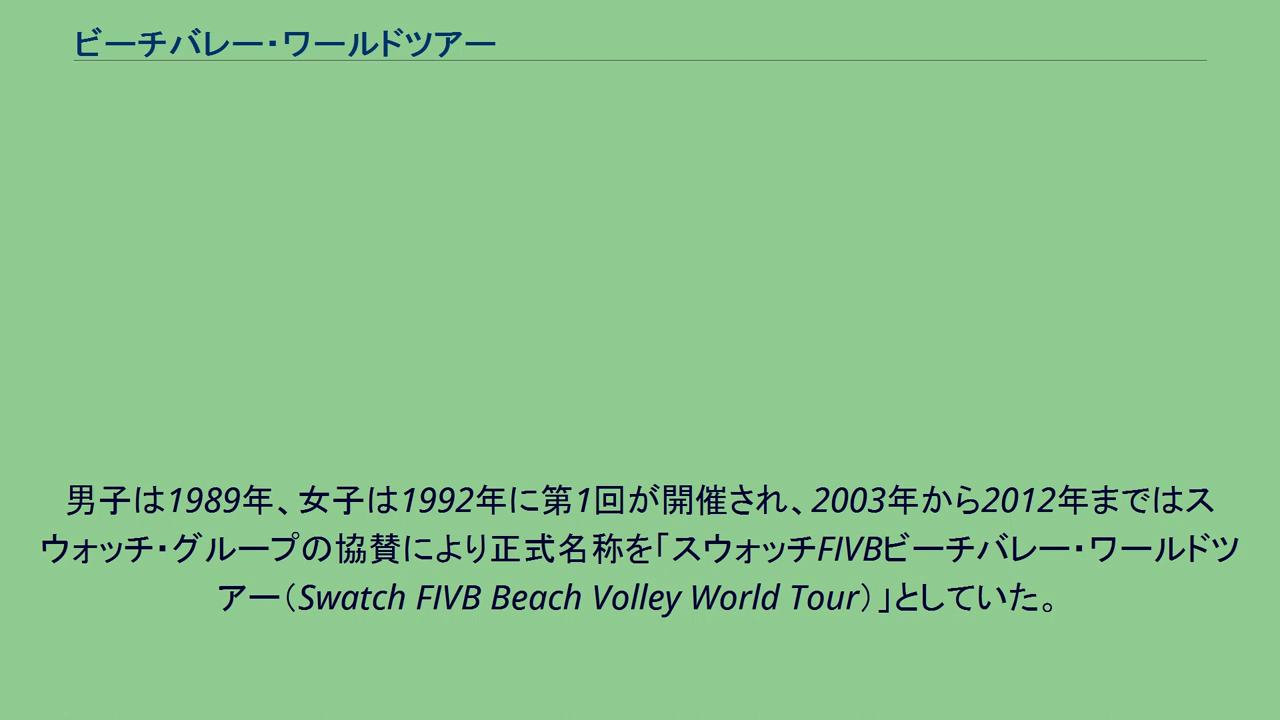 ビーチバレー・ワールドツアー
男子は1989年、女子は1992年に第1回が開催され、2003年から2012年まではス
ウォッチ・グループの協賛により正式名称を「スウォッチFIVBビーチバレー・ワールドツ
アー（Swatch FIVB Beach Volley World Tour）」としていた。